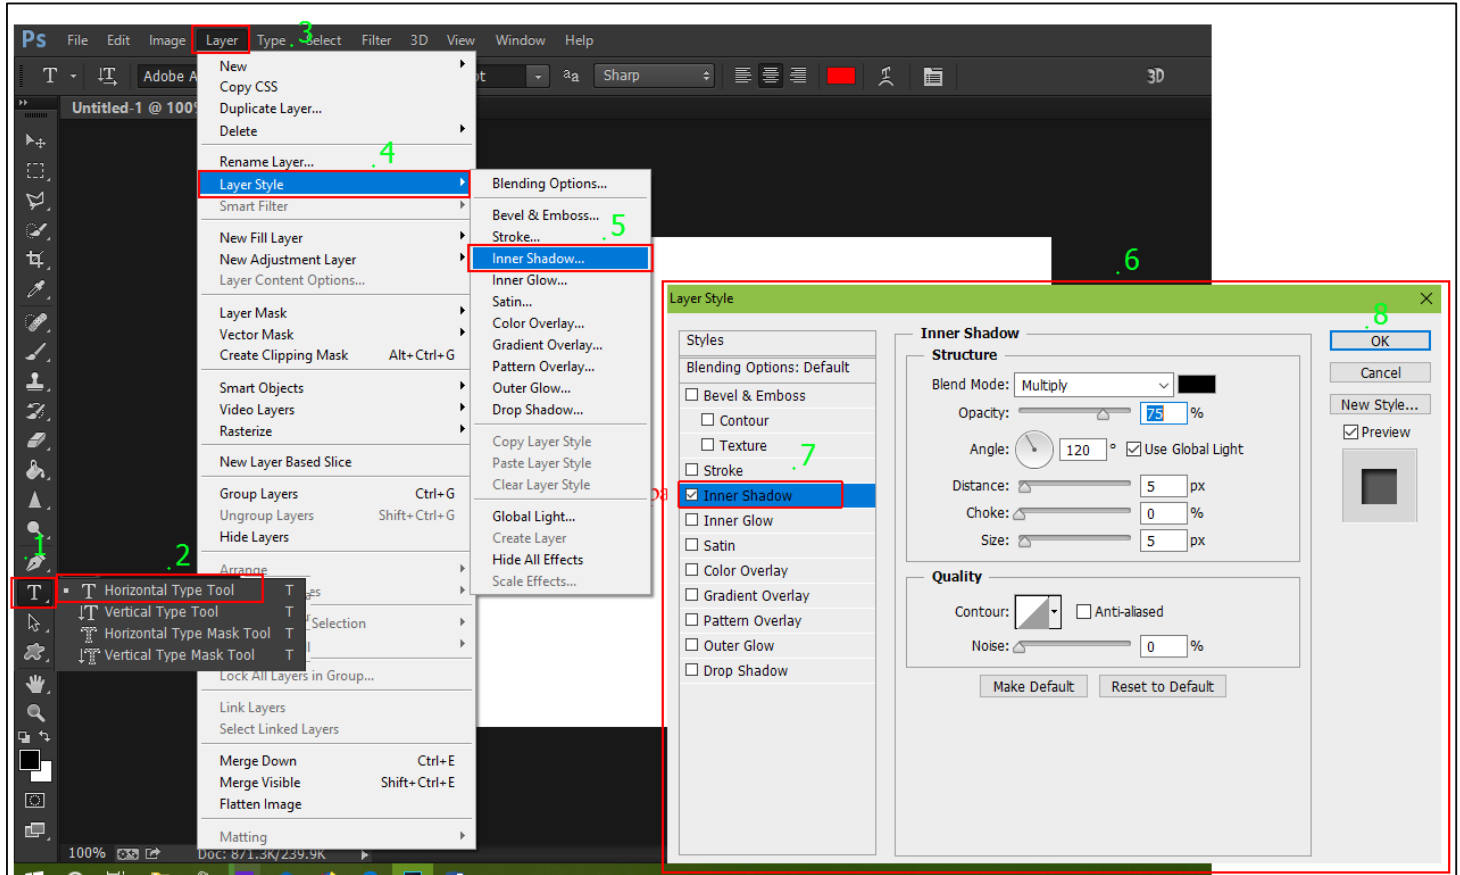 Ps File Edit Image Layer Type Select Filter 3D View Window Help
.3
T Adobe A aa Sharp 3D
Untitled-1 @ 100%
New
Copy CSS
Duplicate Layer...
Delete
Rename Layer...
.4
Layer Style
Smart Filter
New Fill Layer
New Adjustment Layer
Layer Content Options...
Layer Mask
Vector Mask
Create Clipping Mask Alt+Ctrl+G
Smart Objects
Video Layers
Rasterize
New Layer Based Slice
Group Layers Ctrl+G
Ungroup Layers Shift+Ctrl+G
Hide Layers
Arrange
Selection
Lock All Layers in Group...
Link Layers
Select Linked Layers
Merge Down Ctrl+E
Merge Visible Shift+Ctrl+E
Flatten Image
Matting
Blending Options...
Bevel & Emboss...
Stroke...
.5
Inner Shadow...
Inner Glow...
Satin...
Color Overlay...
Gradient Overlay...
Pattern Overlay...
Outer Glow...
Drop Shadow...
Copy Layer Style
Paste Layer Style
Clear Layer Style
Global Light...
Create Layer
Hide All Effects
Scale Effects...
.1
.2
T Horizontal Type Tool T
T Vertical Type Tool T
T Horizontal Type Mask Tool T
T Vertical Type Mask Tool T
100% Doc: 871.3K/239.9K
.6
Layer Style
Styles
Blending Options: Default
Bevel & Emboss
Contour
Texture
Stroke
.7
Inner Shadow
Inner Glow
Satin
Color Overlay
Gradient Overlay
Pattern Overlay
Outer Glow
Drop Shadow
Inner Shadow
Structure
Blend Mode: Multiply
Opacity: 75 %
Angle: 120 ° Use Global Light
Distance: 5 px
Choke: 0 %
Size: 5 px
Quality
Contour: Anti-aliased
Noise: 0 %
Make Default Reset to Default
.8
OK
Cancel
New Style...
Preview